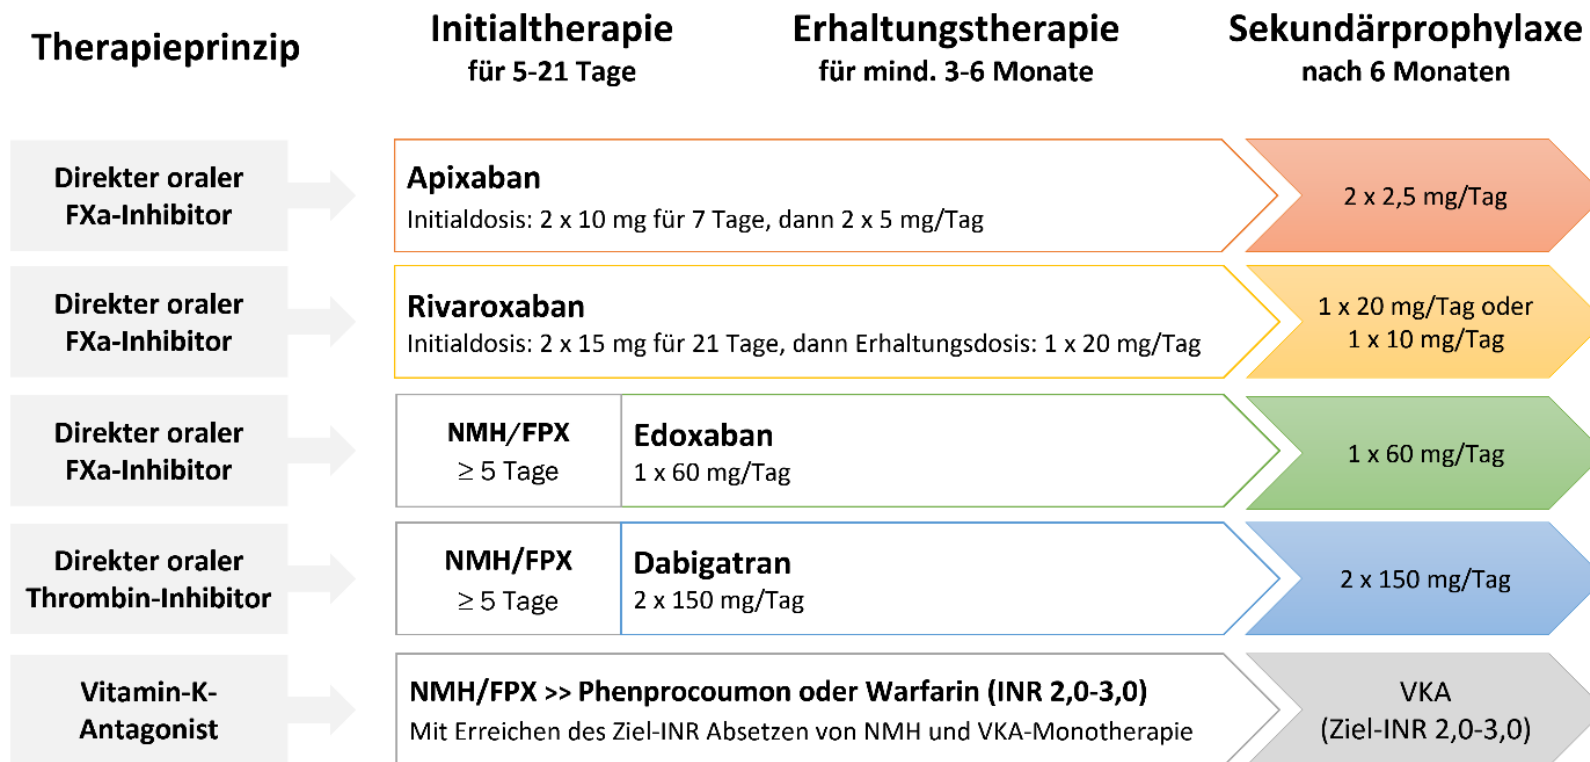 Therapieprinzip
Initialtherapie
für 5-21 Tage
Erhaltungstherapie
für mind. 3-6 Monate
Sekundärprophylaxe
nach 6 Monaten
Direkter oraler
FXa-Inhibitor
Apixaban
Initialdosis: 2 x 10 mg für 7 Tage, dann 2 x 5 mg/Tag
2 x 2,5 mg/Tag
Direkter oraler
FXa-Inhibitor
Rivaroxaban
Initialdosis: 2 x 15 mg für 21 Tage, dann Erhaltungsdosis: 1 x 20 mg/Tag
1 x 20 mg/Tag oder
1 x 10 mg/Tag
Direkter oraler
FXa-Inhibitor
NMH/FPX
≥ 5 Tage
Edoxaban
1 x 60 mg/Tag
1 x 60 mg/Tag
Direkter oraler
Thrombin-Inhibitor
NMH/FPX
≥ 5 Tage
Dabigatran
2 x 150 mg/Tag
2 x 150 mg/Tag
Vitamin-K-
Antagonist
NMH/FPX >> Phenprocoumon oder Warfarin (INR 2,0-3,0)
Mit Erreichen des Ziel-INR Absetzen von NMH und VKA-Monotherapie
VKA
(Ziel-INR 2,0-3,0)